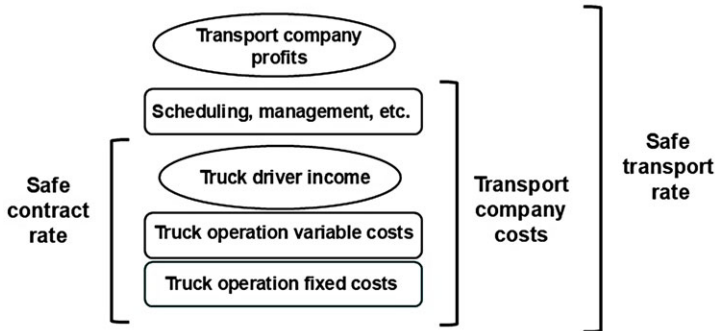 Transport company
profits
Scheduling, management, etc.
Truck driver income
Truck operation variable costs
Truck operation fixed costs
Safe
contract
rate
Transport
company
costs
Safe
transport
rate